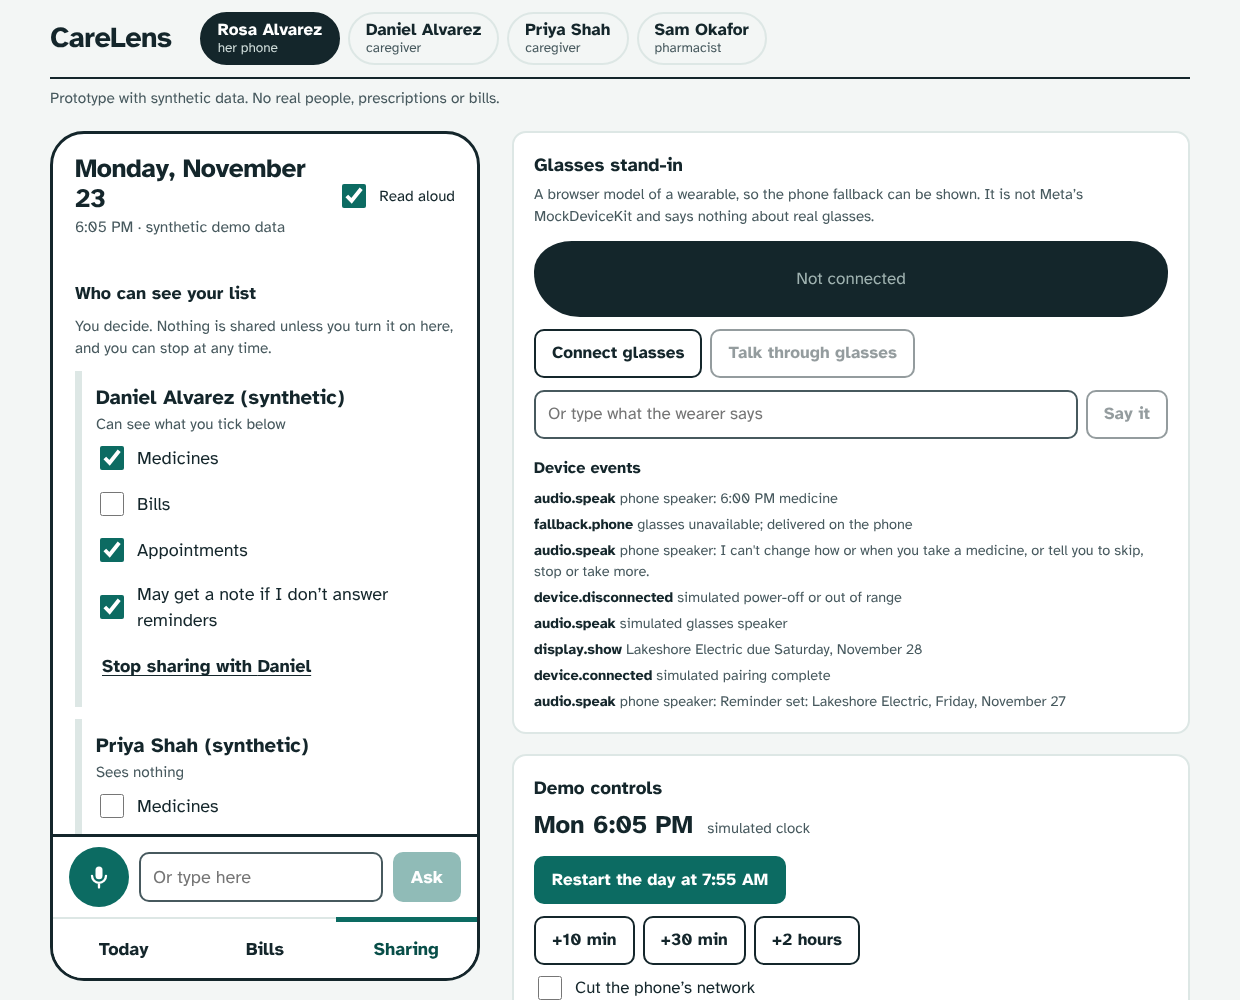 CareLens
Rosa Alvarez
her phone
Daniel Alvarez
caregiver
Priya Shah
caregiver
Sam Okafor
pharmacist
Prototype with synthetic data. No real people, prescriptions or bills.
Monday, November
23
6:05 PM · synthetic demo data
Read aloud
Who can see your list
You decide. Nothing is shared unless you turn it on here,
and you can stop at any time.
Daniel Alvarez (synthetic)
Can see what you tick below
Medicines
Bills
Appointments
May get a note if I don’t answer
reminders
Stop sharing with Daniel
Priya Shah (synthetic)
Sees nothing
Medicines
Or type here
Ask
Today
Bills
Sharing
Glasses stand-in
A browser model of a wearable, so the phone fallback can be shown. It is not Meta’s
MockDeviceKit and says nothing about real glasses.
Not connected
Connect glasses
Talk through glasses
Or type what the wearer says
Say it
Device events
audio.speak phone speaker: 6:00 PM medicine
fallback.phone glasses unavailable; delivered on the phone
audio.speak phone speaker: I can't change how or when you take a medicine, or tell you to skip,
stop or take more.
device.disconnected simulated power-off or out of range
audio.speak simulated glasses speaker
display.show Lakeshore Electric due Saturday, November 28
device.connected simulated pairing complete
audio.speak phone speaker: Reminder set: Lakeshore Electric, Friday, November 27
Demo controls
Mon 6:05 PM simulated clock
Restart the day at 7:55 AM
+10 min
+30 min
+2 hours
Cut the phone’s network